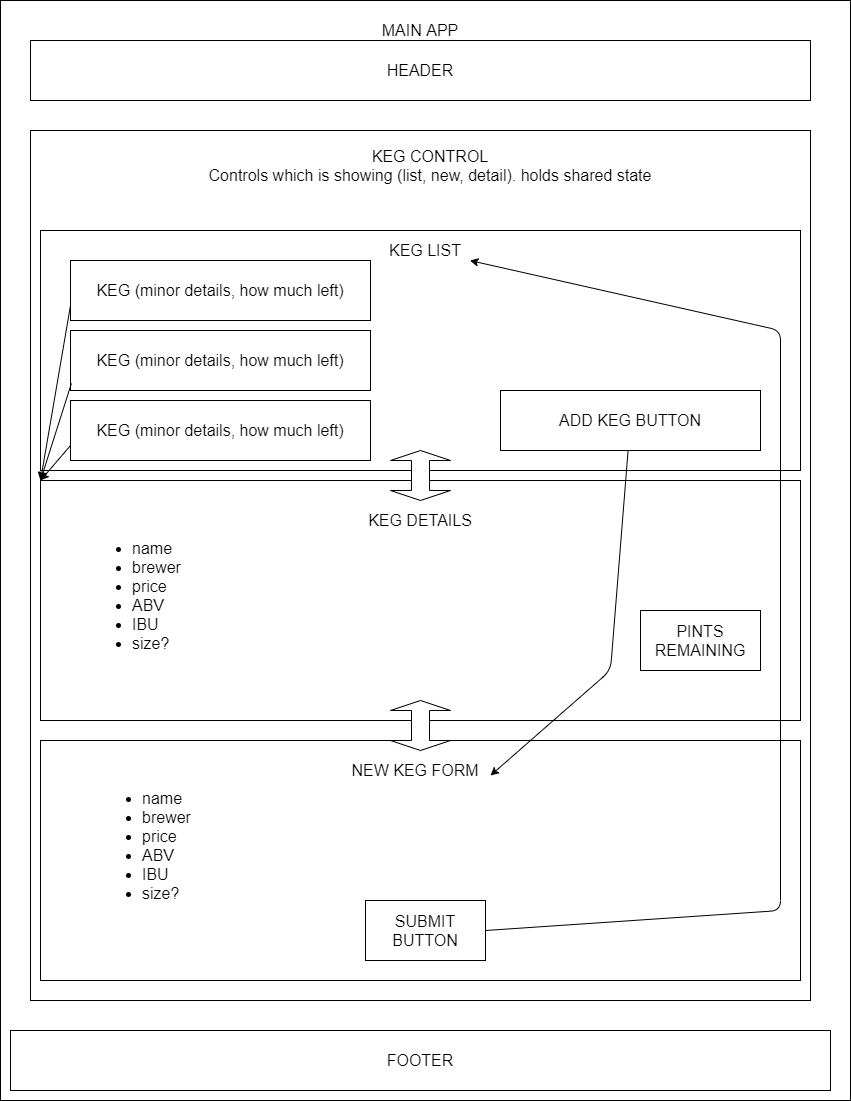 MAIN APP
HEADER
KEG CONTROL
Controls which is showing (list, new, detail). holds shared state
KEG LIST
KEG (minor details, how much left)
KEG (minor details, how much left)
KEG (minor details, how much left)
ADD KEG BUTTON
KEG DETAILS
name
brewer
price
ABV
IBU
size?
PINTS
REMAINING
NEW KEG FORM
name
brewer
price
ABV
IBU
size?
SUBMIT
BUTTON
FOOTER